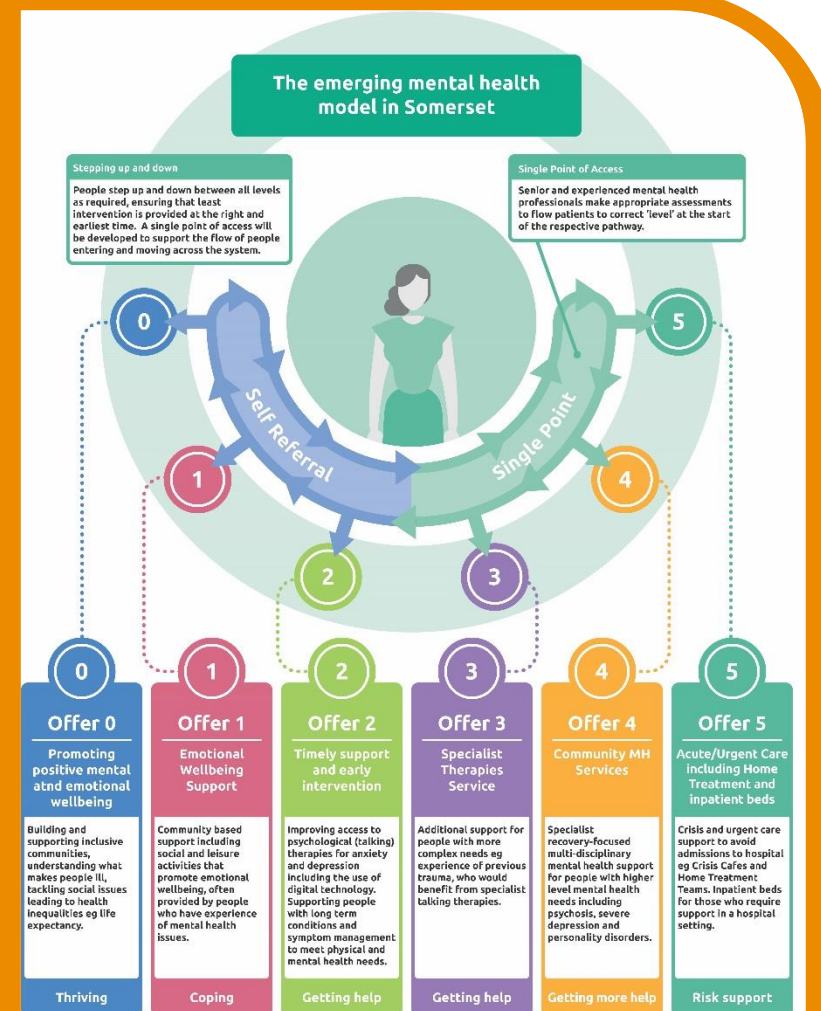 The emerging mental health
model in Somerset
Stepping up and down
People step up and down between all levels
as required, ensuring that least
intervention is provided at the right and
earliest time. A single point of access will
be developed to support the flow of people
entering and moving across the system.
Single Point of Access
Senior and experienced mental health
professionals make appropriate assessments
to flow patients to correct 'level' at the start
of the respective pathway.
0
5
Self Referral
Single Point
1
4
2
3
0
Offer 0
Promoting
positive mental
atnd emotional
wellbeing
Building and
supporting inclusive
communities,
understanding what
makes people ill,
tackling social issues
leading to health
inequalities eg life
expectancy.
Thriving
1
Offer 1
Emotional
Wellbeing
Support
Community based
support including
social and leisure
activities that
promote emotional
wellbeing, often
provided by people
who have experience
of mental health
issues.
Coping
2
Offer 2
Timely support
and early
intervention
Improving access to
psychological (talking)
therapies for anxiety
and depression
including the use of
digital technology.
Supporting people
with long term
conditions and
symptom management
to meet physical and
mental health needs.
Getting help
3
Offer 3
Specialist
Therapies
Service
Additional support for
people with more
complex needs eg
experience of previous
trauma, who would
benefit from specialist
talking therapies.
Getting help
4
Offer 4
Community MH
Services
Specialist
recovery-focused
multi-disciplinary
mental health support
for people with higher
level mental health
needs including
psychosis, severe
depression and
personality disorders.
Getting more help
5
Offer 5
Acute/Urgent Care
including Home
Treatment and
inpatient beds
Crisis and urgent care
support to avoid
admissions to hospital
eg Crisis Cafes and
Home Treatment
Teams. Inpatient beds
for those who require
support in a hospital
setting.
Risk support